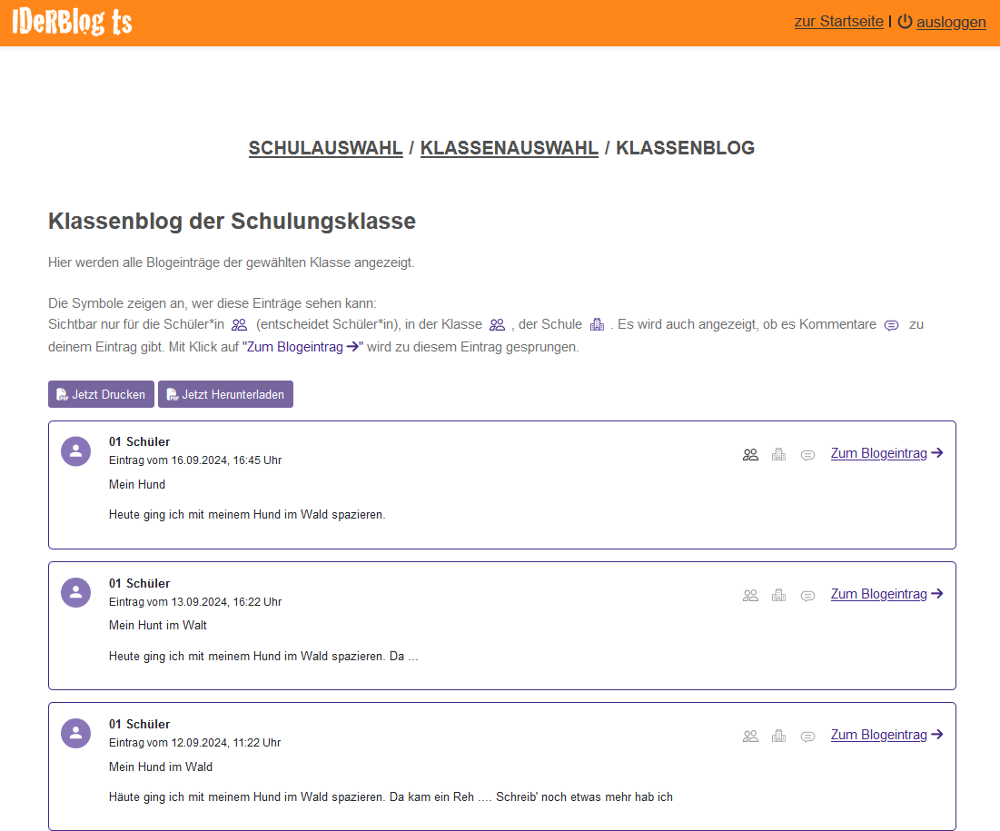 IDeRBlog ts
zur Startseite | ausloggen
SCHULAUSWAHL / KLASSENAUSWAHL / KLASSENBLOG
Klassenblog der Schulungsklasse
Hier werden alle Blogeinträge der gewählten Klasse angezeigt.
Die Symbole zeigen an, wer diese Einträge sehen kann:
Sichtbar nur für die Schüler*in (entscheidet Schüler*in), in der Klasse , der Schule . Es wird auch angezeigt, ob es Kommentare zu
deinem Eintrag gibt. Mit Klick auf "Zum Blogeintrag →" wird zu diesem Eintrag gesprungen.
Jetzt Drucken Jetzt Herunterladen
01 Schüler
Eintrag vom 16.09.2024, 16:45 Uhr
Zum Blogeintrag →
Mein Hund
Heute ging ich mit meinem Hund im Wald spazieren.
01 Schüler
Eintrag vom 13.09.2024, 16:22 Uhr
Zum Blogeintrag →
Mein Hunt im Walt
Heute ging ich mit meinem Hund im Wald spazieren. Da ...
01 Schüler
Eintrag vom 12.09.2024, 11:22 Uhr
Zum Blogeintrag →
Mein Hund im Wald
Häute ging ich mit meinem Hund im Wald spazieren. Da kam ein Reh .... Schreib' noch etwas mehr hab ich